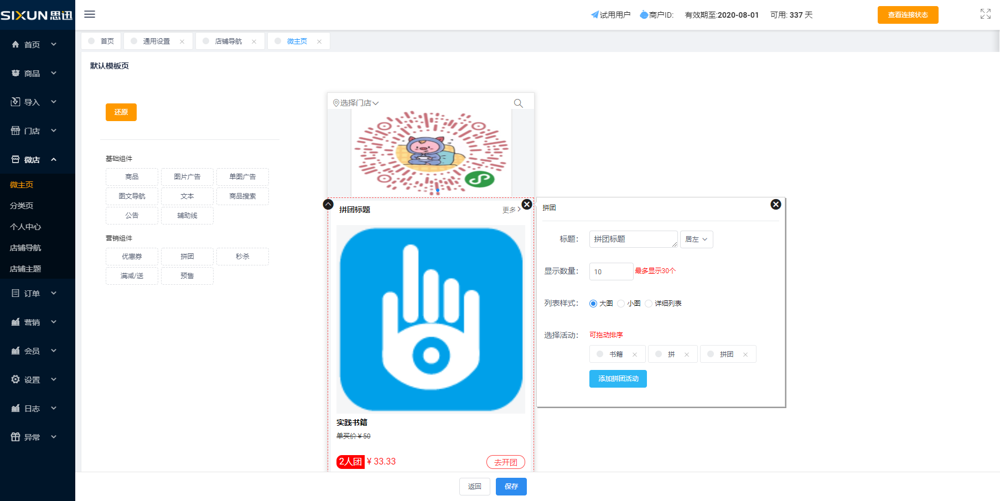 SIXUN思迅
试用用户 商户ID: 有效期至:2020-08-01 可用: 337 天 查看连接状态
首页
商品
导入
门店
微店
微主页
分类页
个人中心
店铺导航
店铺主题
订单
营销
会员
设置
日志
异常
首页 通用设置 店铺导航 微主页
默认模板页
还原
基础组件
商品 图片广告 单图广告
图文导航 文本 商品搜索
公告 辅助线
营销组件
优惠券 拼团 秒杀
满减/送 预售
选择门店
拼团标题 更多
实践书籍
单买价¥50
2人团 ¥ 33.33 去开团
拼团
标题: 拼团标题 居左
显示数量: 10 最多显示30个
列表样式: 大图 小图 详细列表
选择活动: 可拖动排序
书籍 拼 拼团
添加拼团活动
返回 保存